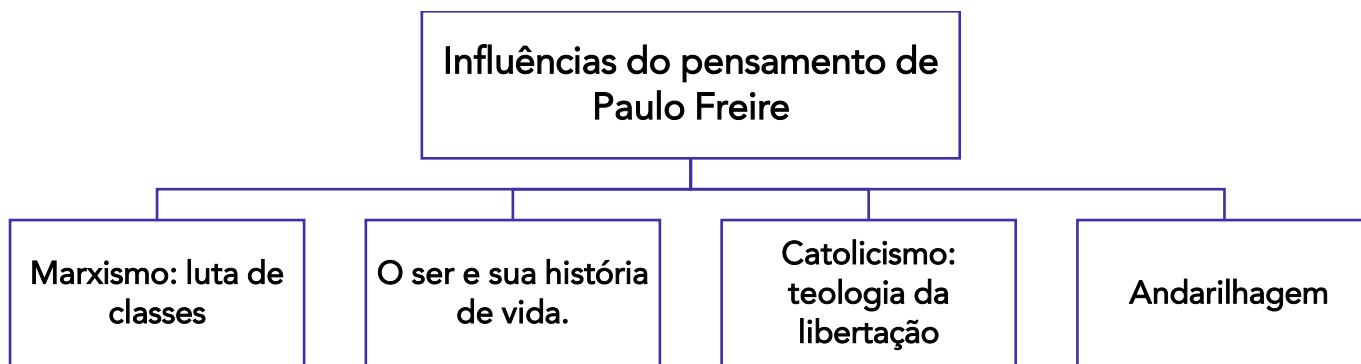 Influências do pensamento de
Paulo Freire
Marxismo: luta de
classes
O ser e sua história
de vida.
Catolicismo:
teologia da
libertação
Andarilhagem